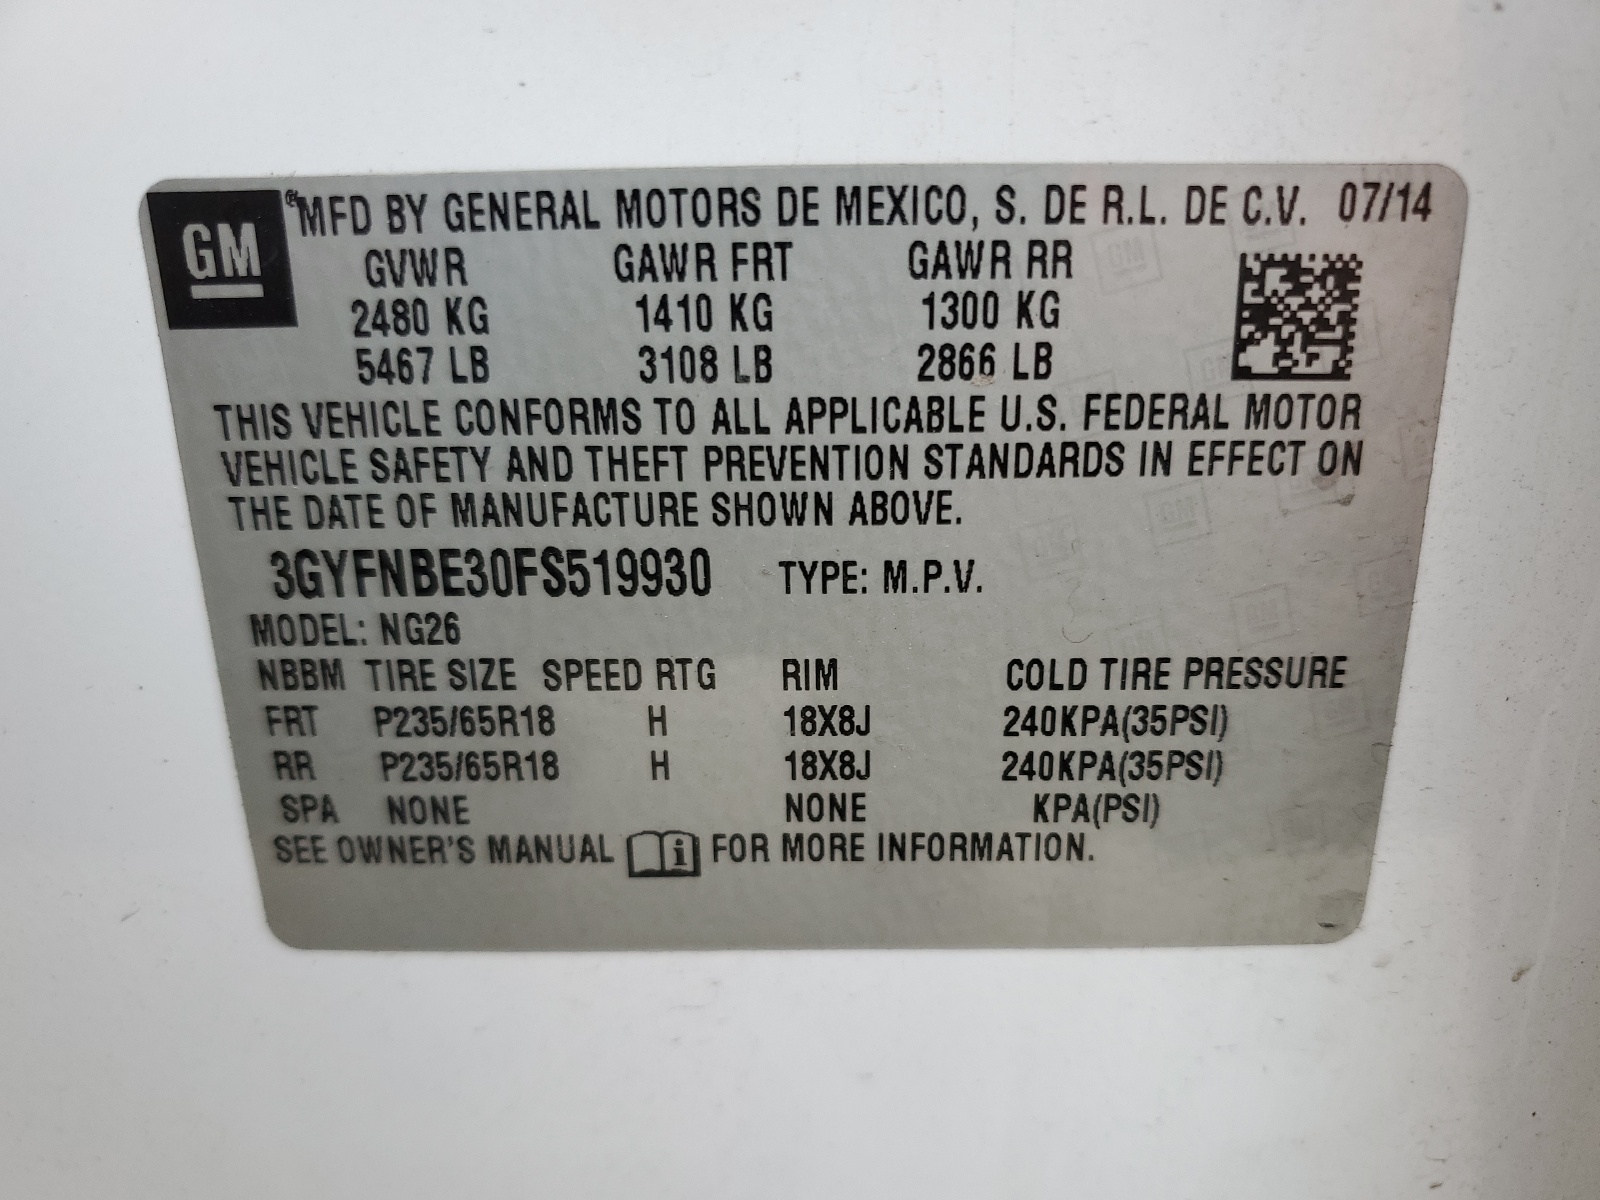 GM ® MFD BY GENERAL MOTORS DE MEXICO, S. DE R.L. DE C.V. 07/14
GVWR GAWR FRT GAWR RR
2480 KG 1410 KG 1300 KG
5467 LB 3108 LB 2866 LB
THIS VEHICLE CONFORMS TO ALL APPLICABLE U.S. FEDERAL MOTOR
VEHICLE SAFETY AND THEFT PREVENTION STANDARDS IN EFFECT ON
THE DATE OF MANUFACTURE SHOWN ABOVE.
3GYFNBE30FS519930 TYPE: M.P.V.
MODEL: NG26
NBBM TIRE SIZE SPEED RTG RIM COLD TIRE PRESSURE
FRT P235/65R18 H 18X8J 240KPA(35PSI)
RR P235/65R18 H 18X8J 240KPA(35PSI)
SPA NONE NONE KPA(PSI)
SEE OWNER'S MANUAL i FOR MORE INFORMATION.